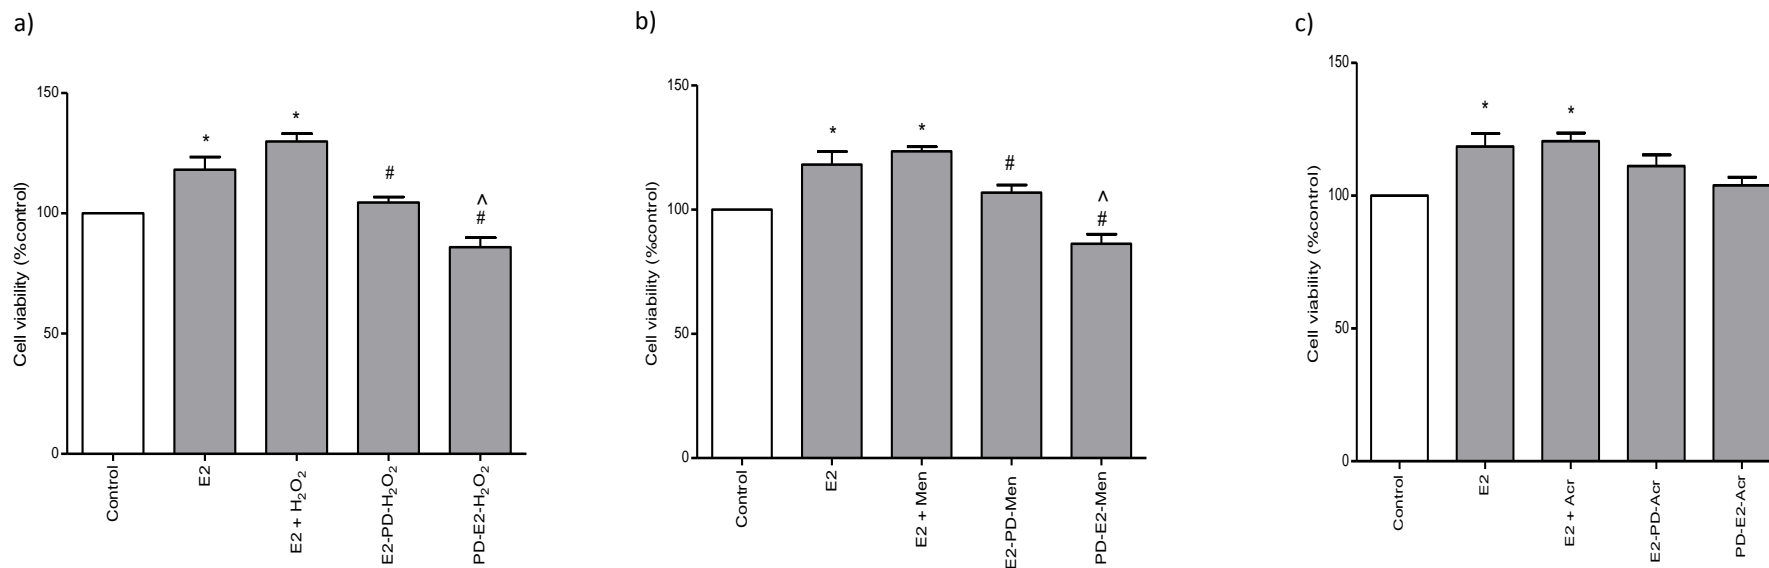 a)
Cell viability (%control)
150
100
50
0
*
*
#
^
#
Control
E2
E2 + H₂O₂
E2-PD-H₂O₂
PD-E2-H₂O₂
b)
Cell viability (%control)
150
100
50
0
*
*
#
^
#
Control
E2
E2 + Men
E2-PD-Men
PD-E2-Men
c)
Cell viability (%control)
150
100
50
0
*
*
Control
E2
E2 + Acr
E2-PD-Acr
PD-E2-Acr